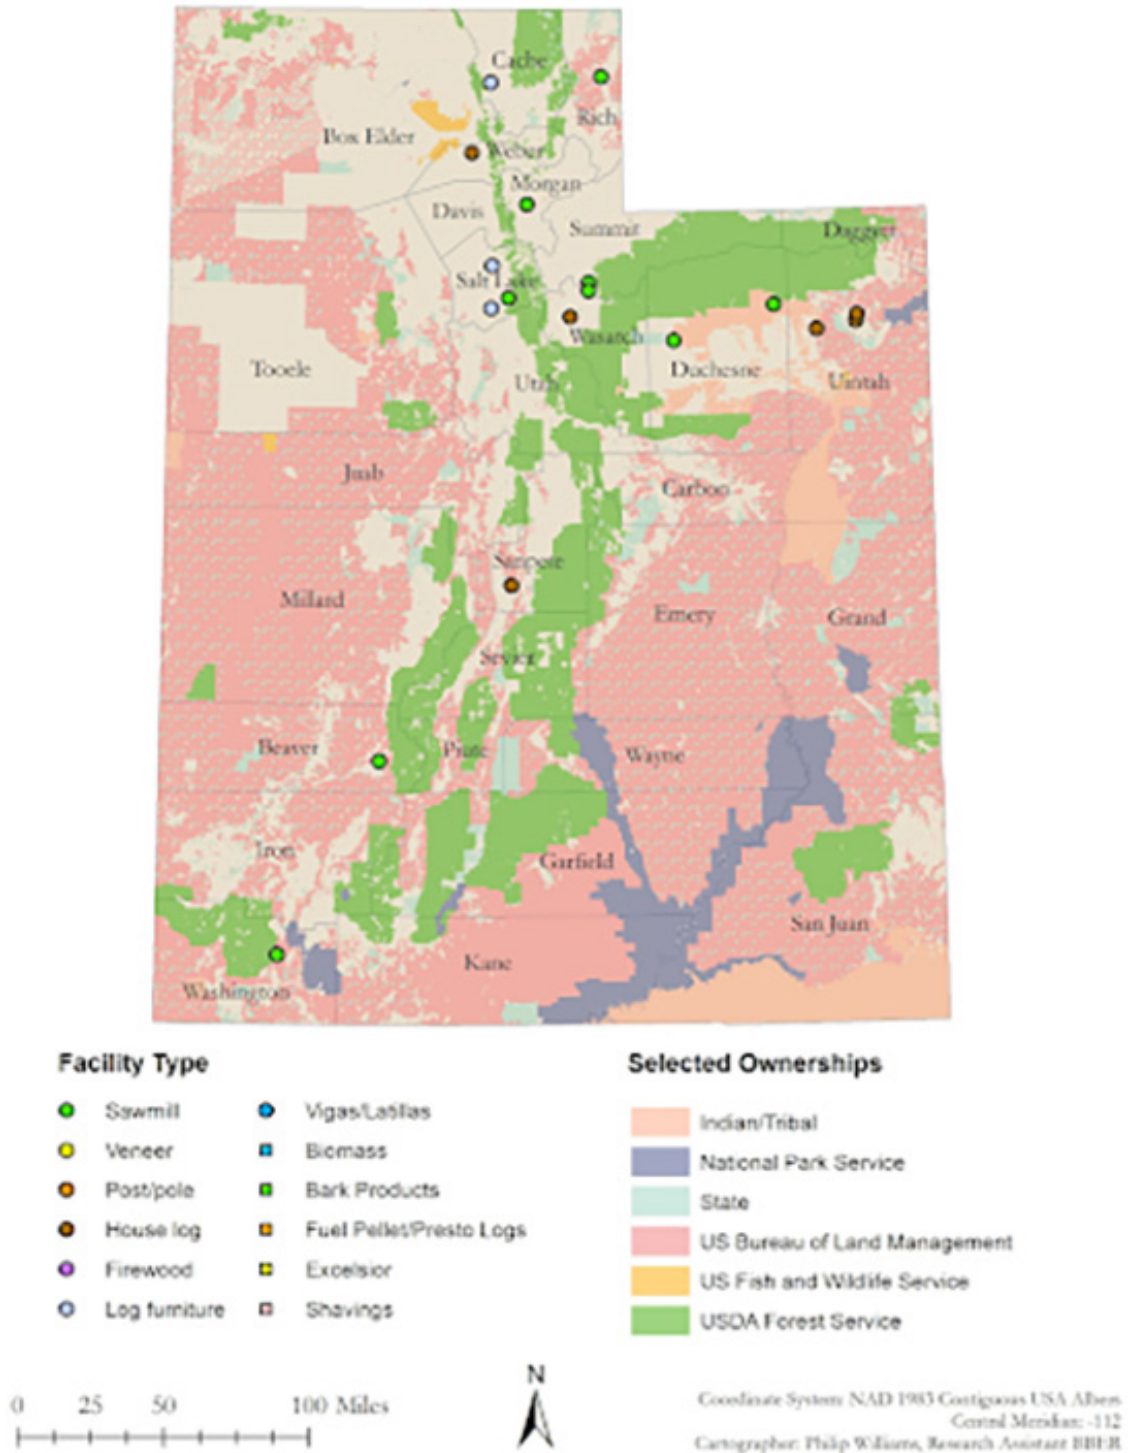 Cache
Rich
Box Elder
Weber
Morgan
Davis
Summit
Daggett
Salt Lake
Wasatch
Duchesne
Tooele
Utah
Uintah
Juab
Carbon
Sanpete
Millard
Emery
Grand
Sevier
Beaver
Piute
Wayne
Iron
Garfield
San Juan
Kane
Washington
Facility Type
Sawmill
Veneer
Post/pole
House log
Firewood
Log furniture
Vigas/Latillas
Biomass
Bark Products
Fuel Pellet/Presto Logs
Excelsior
Shavings
Selected Ownerships
Indian/Tribal
National Park Service
State
US Bureau of Land Management
US Fish and Wildlife Service
USDA Forest Service
0 25 50 100 Miles
N
Coordinate System: NAD 1983 Contiguous USA Albers
Central Meridian: -112
Cartographer: Philip Williams, Research Assistant BBER